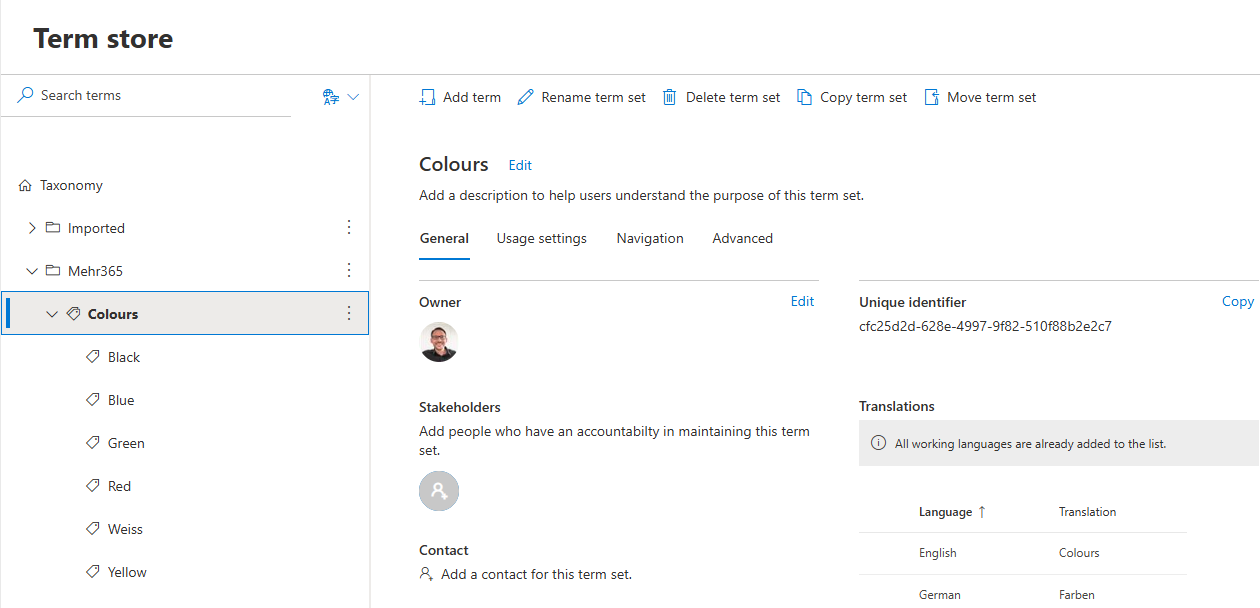 Term store
Search terms
Taxonomy
Imported
Mehr365
Colours
Black
Blue
Green
Red
Weiss
Yellow
Add term Rename term set Delete term set Copy term set Move term set
Colours Edit
Add a description to help users understand the purpose of this term set.
General Usage settings Navigation Advanced
Owner Edit
Stakeholders
Add people who have an accountabilty in maintaining this term
set.
Contact
Add a contact for this term set.
Unique identifier Copy
cfc25d2d-628e-4997-9f82-510f88b2e2c7
Translations
All working languages are already added to the list.
Language ↑ Translation
English Colours
German Farben